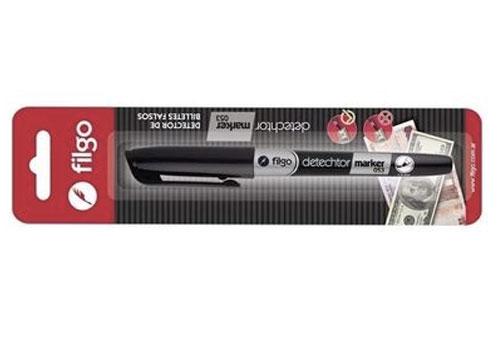 filgo
DETECTOR DE
BILLETES FALSOS
marker
053
detechtor
filgo detechtor marker
053
www.filgo.com.ar